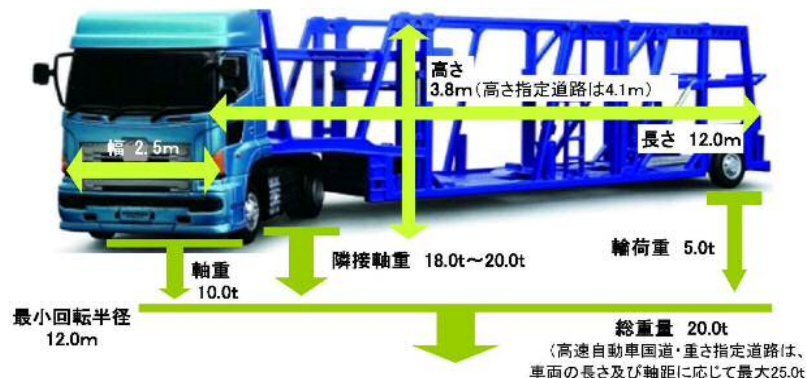 高さ
3.8m(高さ指定道路は4.1m)
長さ 12.0m
幅 2.5m
軸重
10.0t
隣接軸重 18.0t～20.0t
輪荷重 5.0t
最小回転半径
12.0m
総重量 20.0t
(高速自動車国道・重さ指定道路は、
車両の長さ及び軸距に応じて最大25.0t